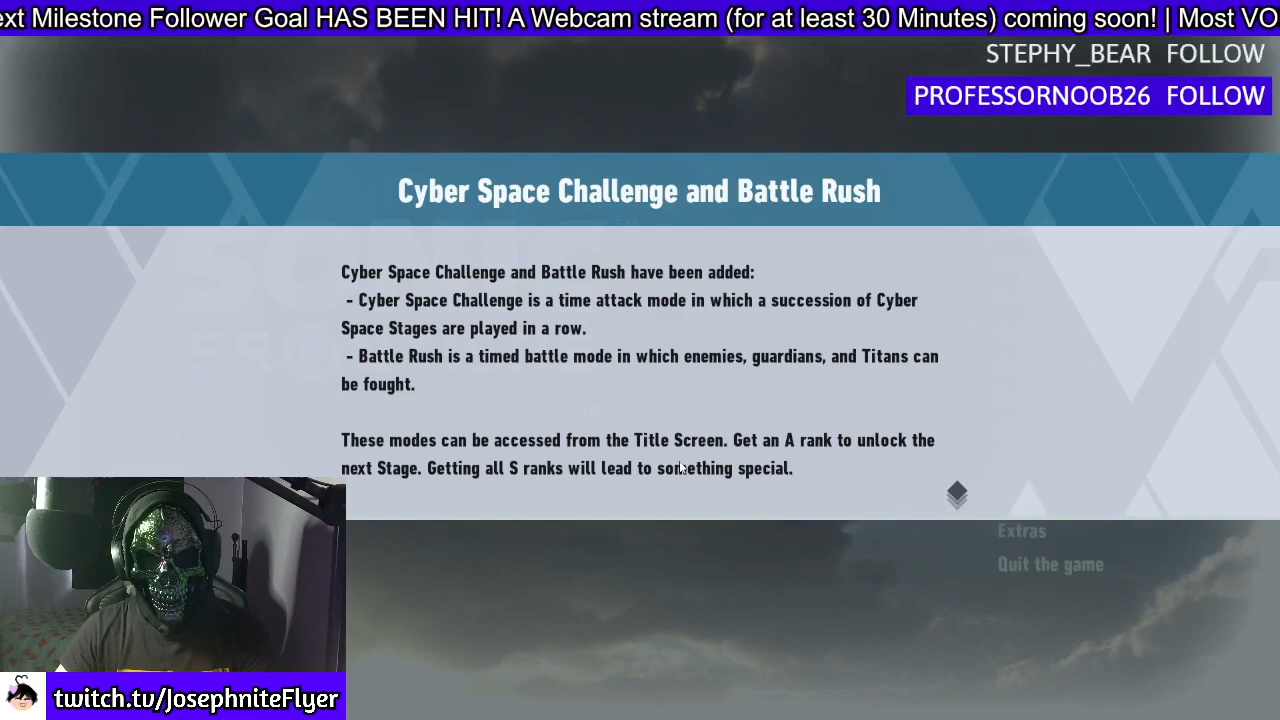 ext Milestone Follower Goal HAS BEEN HIT! A Webcam stream (for at least 30 Minutes) coming soon! | Most VO
STEPHY_BEAR FOLLOW
PROFESSORNOOB26 FOLLOW
Cyber Space Challenge and Battle Rush
Cyber Space Challenge and Battle Rush have been added:
- Cyber Space Challenge is a time attack mode in which a succession of Cyber
Space Stages are played in a row.
- Battle Rush is a timed battle mode in which enemies, guardians, and Titans can
be fought.
These modes can be accessed from the Title Screen. Get an A rank to unlock the
next Stage. Getting all S ranks will lead to something special.
Extras
Quit the game
twitch.tv/JosephniteFlyer